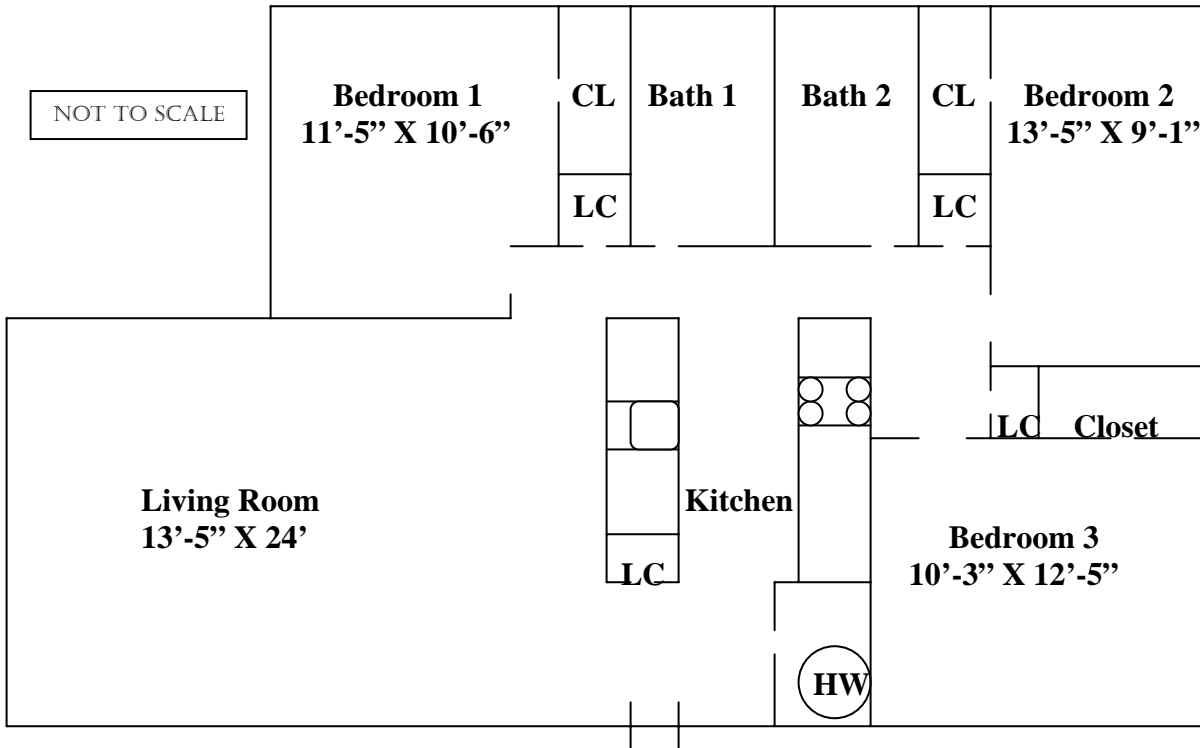 NOT TO SCALE
Bedroom 1
11’-5” X 10’-6”
CL
Bath 1
Bath 2
CL
Bedroom 2
13’-5” X 9’-1”
LC
LC
LC
Closet
Living Room
13’-5” X 24’
Kitchen
Bedroom 3
10’-3” X 12’-5”
LC
HW